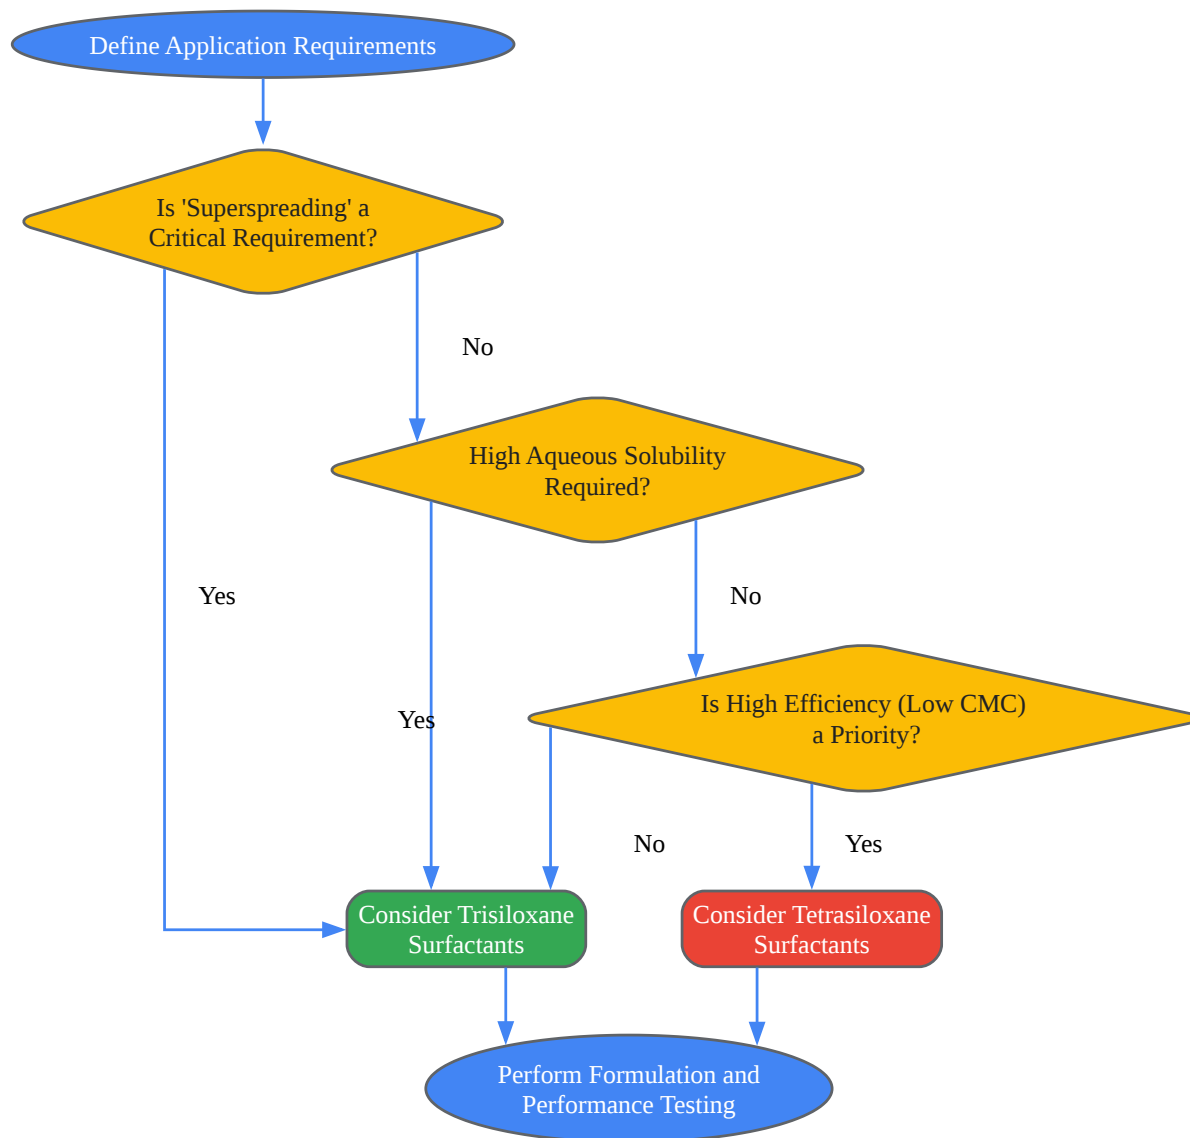 Define Application Requirements
Is 'Superspreading' a
Critical Requirement?
No
High Aqueous Solubility
Required?
Yes
No
Is High Efficiency (Low CMC)
a Priority?
Yes
No
Yes
Consider Trisiloxane
Surfactants
Consider Tetrasiloxane
Surfactants
Perform Formulation and
Performance Testing